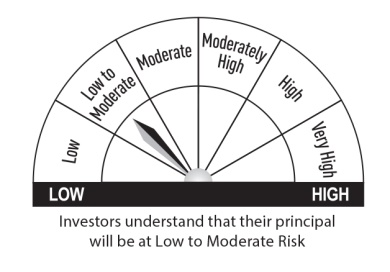 Low
Low to
Moderate
Moderate
Moderately
High
High
Very High
LOW
HIGH
Investors understand that their principal
will be at Low to Moderate Risk